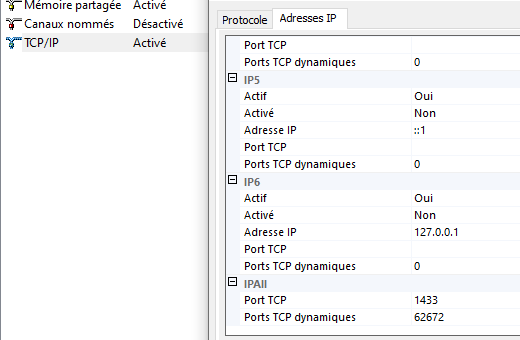 Mémoire partagée Activé
Canaux nommés Désactivé
TCP/IP Activé
Protocole Adresses IP
Port TCP
Ports TCP dynamiques 0
IP5
Actif Oui
Activé Non
Adresse IP ::1
Port TCP
Ports TCP dynamiques 0
IP6
Actif Oui
Activé Non
Adresse IP 127.0.0.1
Port TCP
Ports TCP dynamiques 0
IPAll
Port TCP 1433
Ports TCP dynamiques 62672